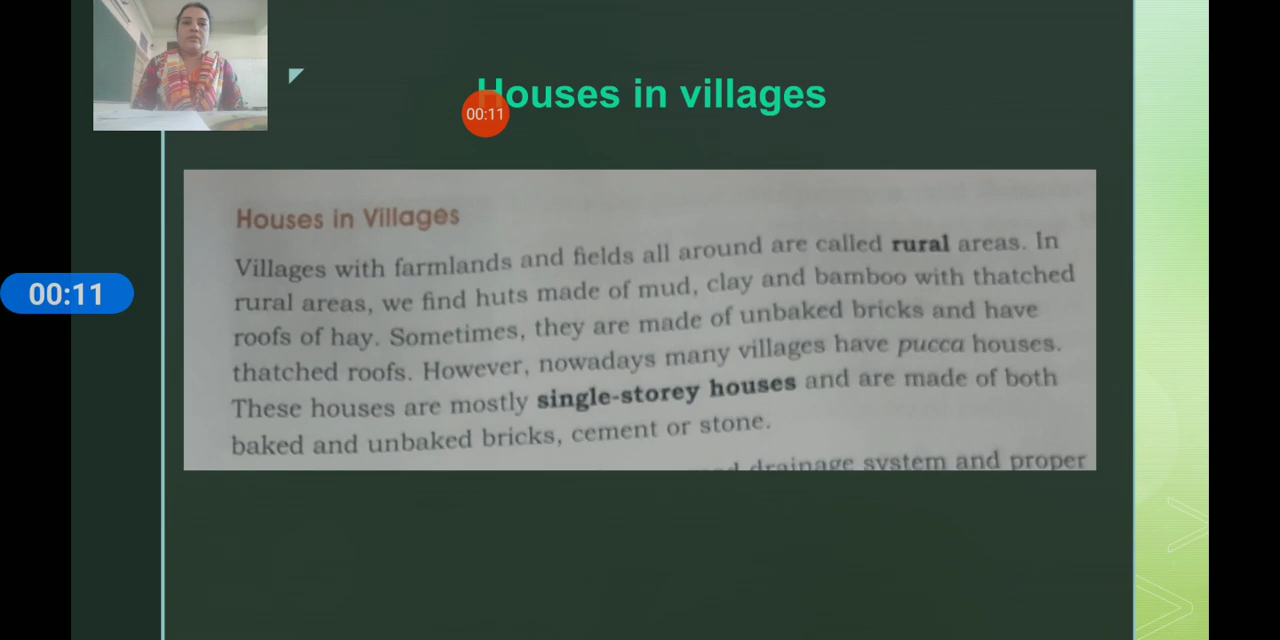 Houses in villages
00:11
00:11
Houses in Villages
Villages with farmlands and fields all around are called rural areas. In
rural areas, we find huts made of mud, clay and bamboo with thatched
roofs of hay. Sometimes, they are made of unbaked bricks and have
thatched roofs. However, nowadays many villages have pucca houses.
These houses are mostly single-storey houses and are made of both
baked and unbaked bricks, cement or stone.
drainage system and proper